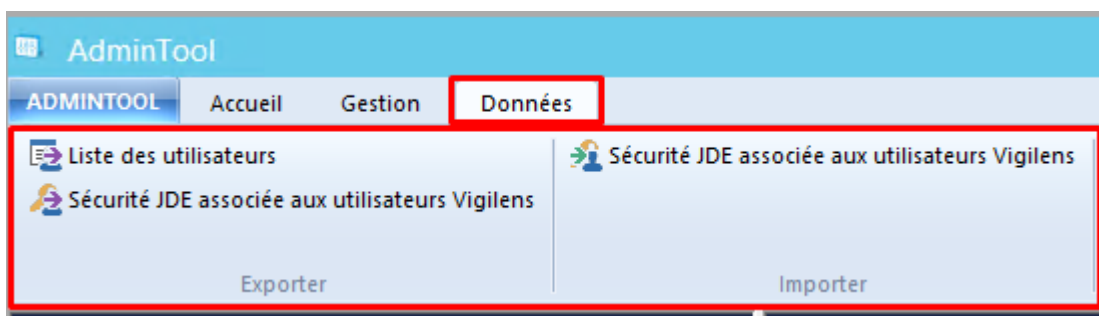 AdminTool
ADMINTOOL Accueil Gestion Données
Liste des utilisateurs
Sécurité JDE associée aux utilisateurs Vigilens
Exporter
Sécurité JDE associée aux utilisateurs Vigilens
Importer